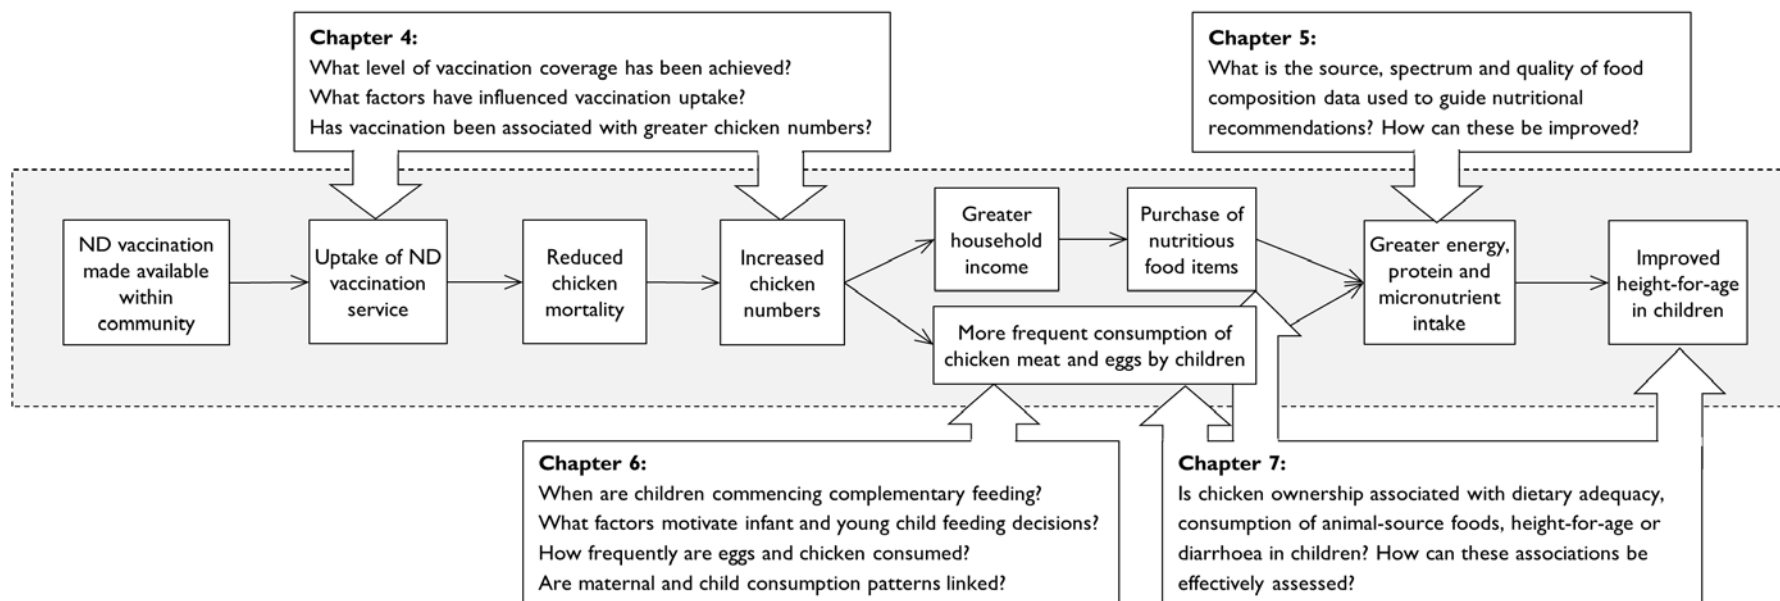 Chapter 4:
What level of vaccination coverage has been achieved?
What factors have influenced vaccination uptake?
Has vaccination been associated with greater chicken numbers?
Chapter 5:
What is the source, spectrum and quality of food
composition data used to guide nutritional
recommendations? How can these be improved?
ND vaccination
made available
within
community
Uptake of ND
vaccination
service
Reduced
chicken
mortality
Increased
chicken
numbers
Greater
household
income
Purchase of
nutritious
food items
More frequent consumption of
chicken meat and eggs by children
Greater energy,
protein and
micronutrient
intake
Improved
height-for-age
in children
Chapter 6:
When are children commencing complementary feeding?
What factors motivate infant and young child feeding decisions?
How frequently are eggs and chicken consumed?
Are maternal and child consumption patterns linked?
Chapter 7:
Is chicken ownership associated with dietary adequacy,
consumption of animal-source foods, height-for-age or
diarrhoea in children? How can these associations be
effectively assessed?